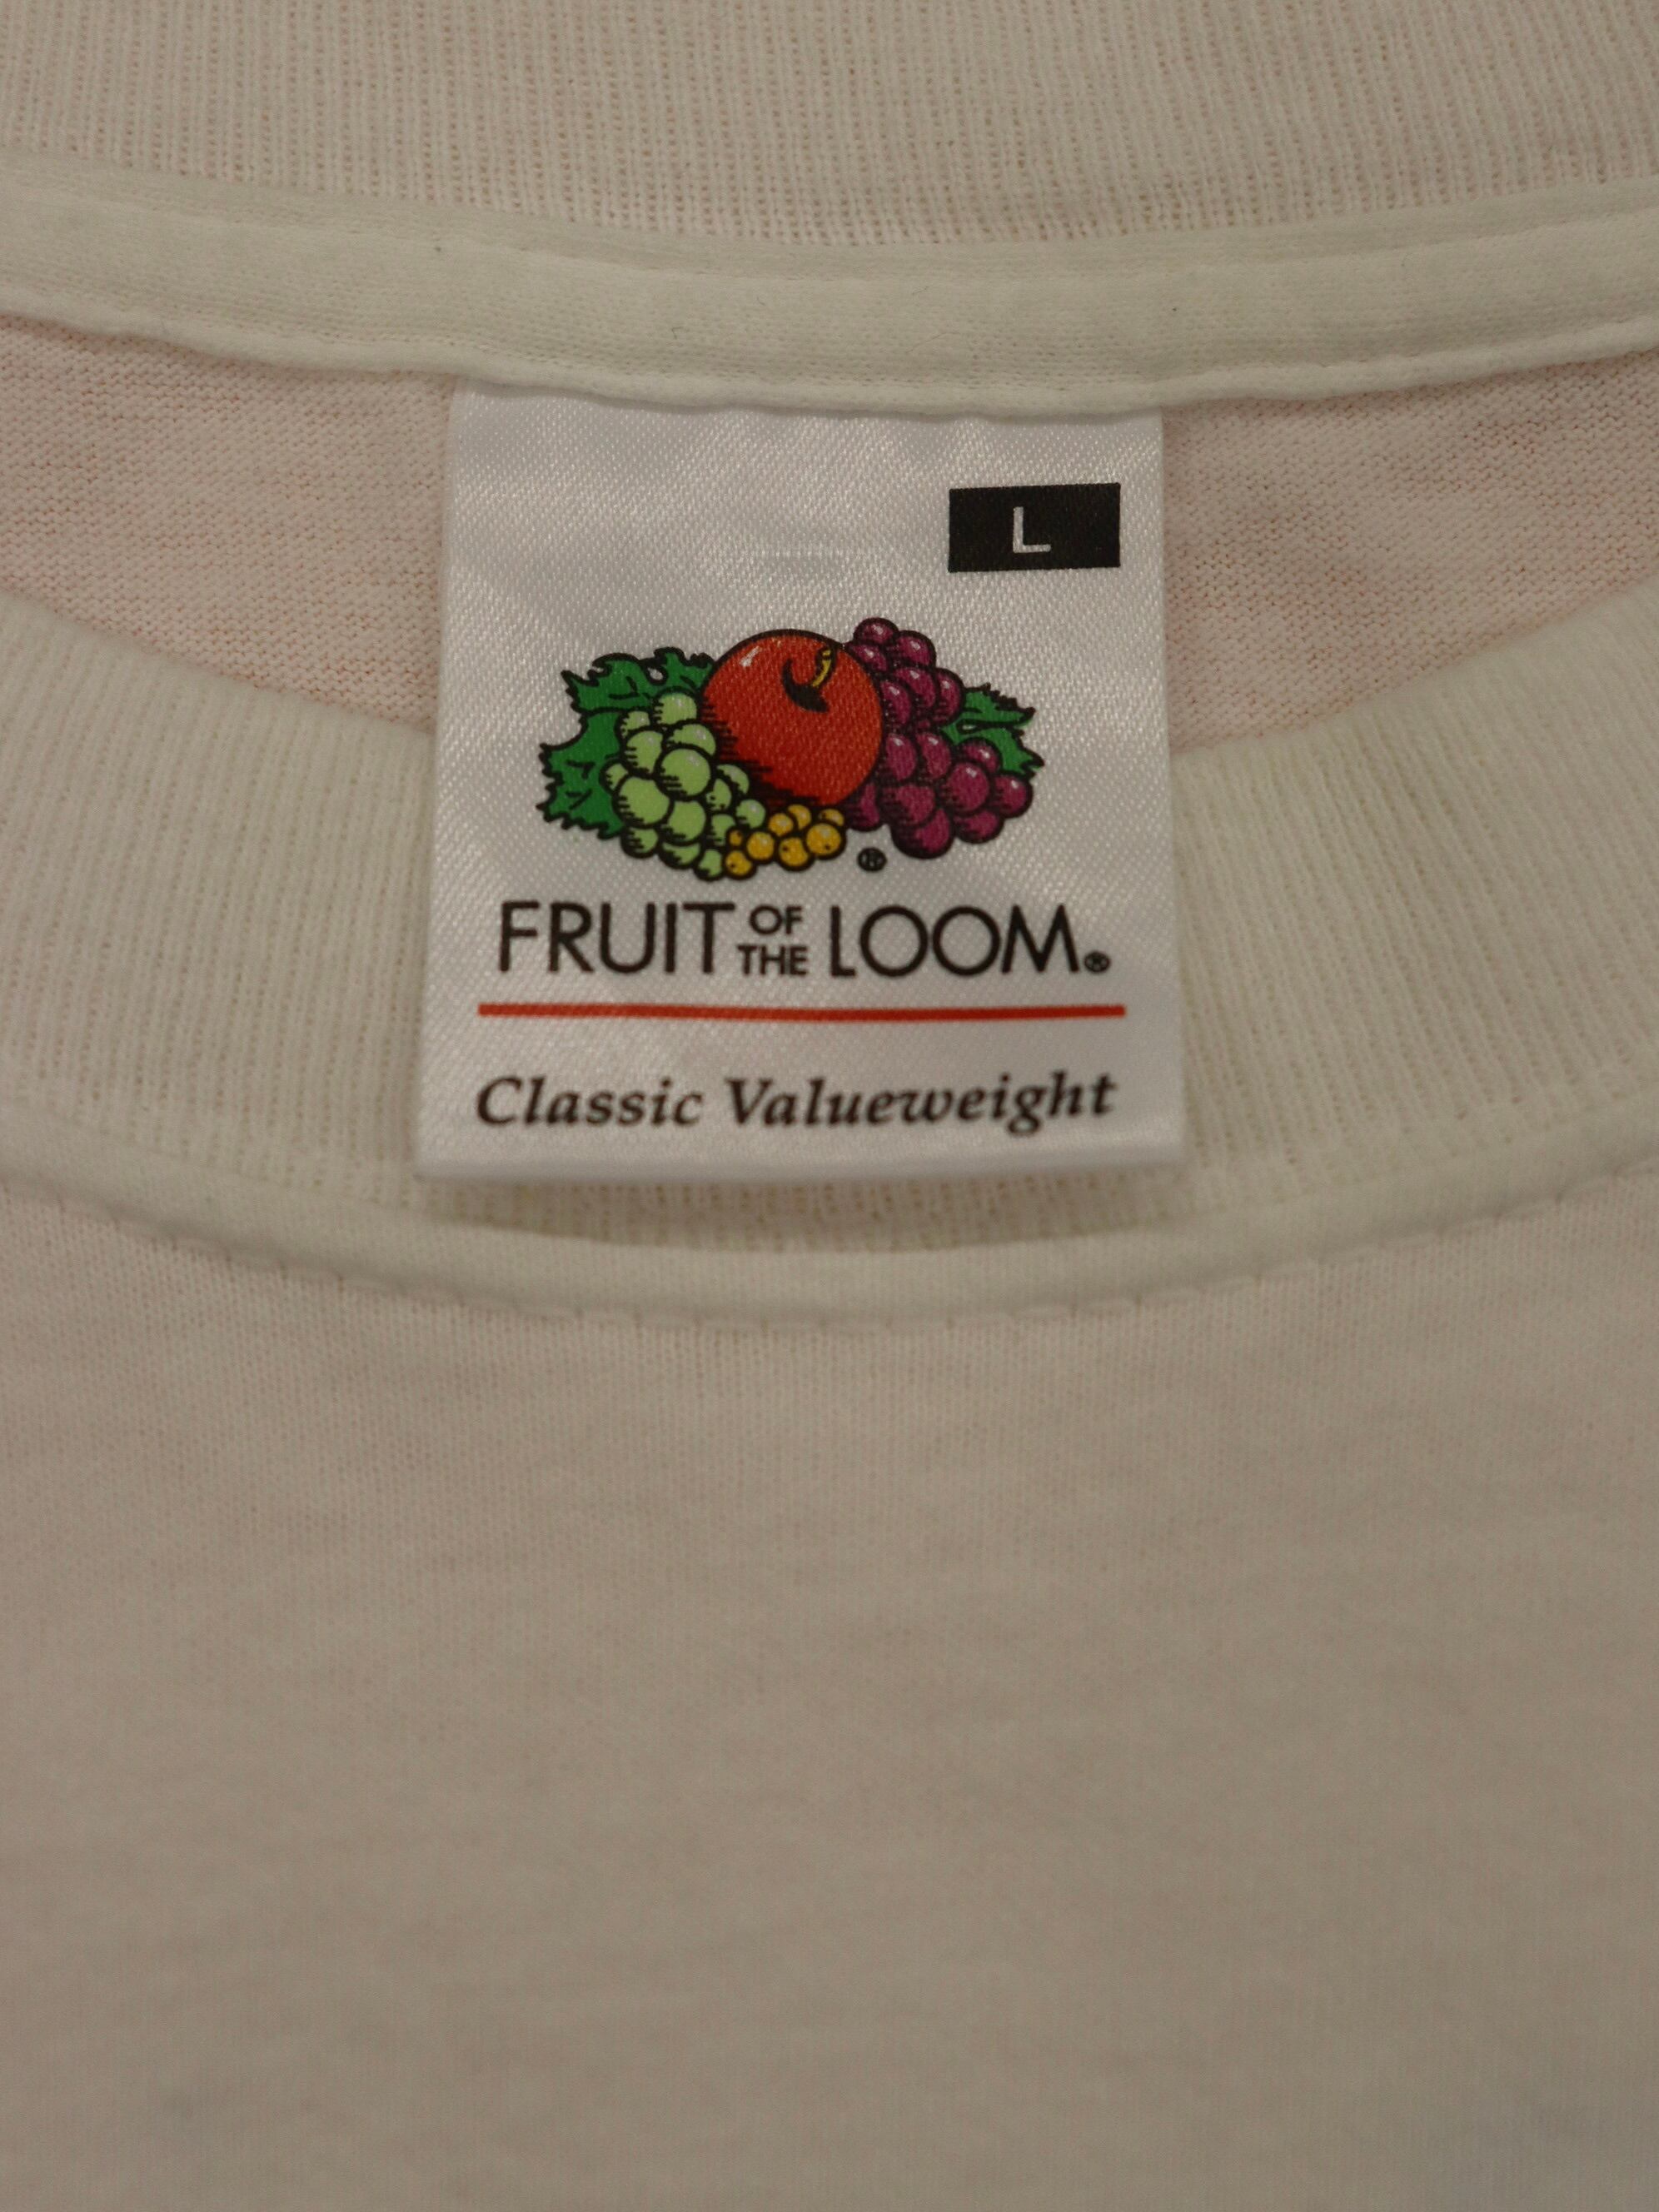 L
®
FRUIT OF THE LOOM®
Classic Valueweight